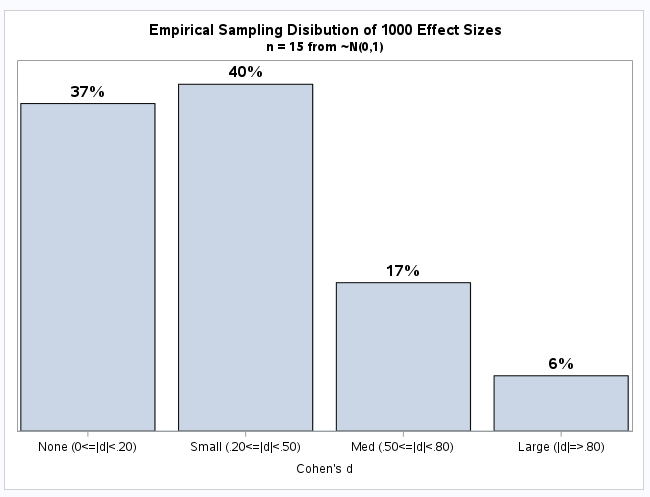 Empirical Sampling Disibution of 1000 Effect Sizes
n = 15 from ~N(0,1)
37%
40%
17%
6%
None (0<=|d|<.20)
Small (.20<=|d|<.50)
Med (.50<=|d|<.80)
Large (|d|=>.80)
Cohen's d